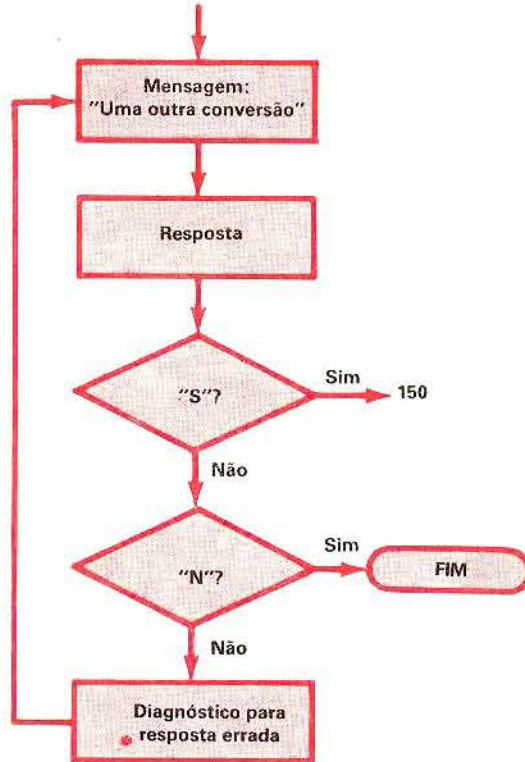 Mensagem:
"Uma outra conversão"
Resposta
"S"?
Sim
150
Não
"N"?
Sim
FIM
Não
Diagnóstico para
resposta errada